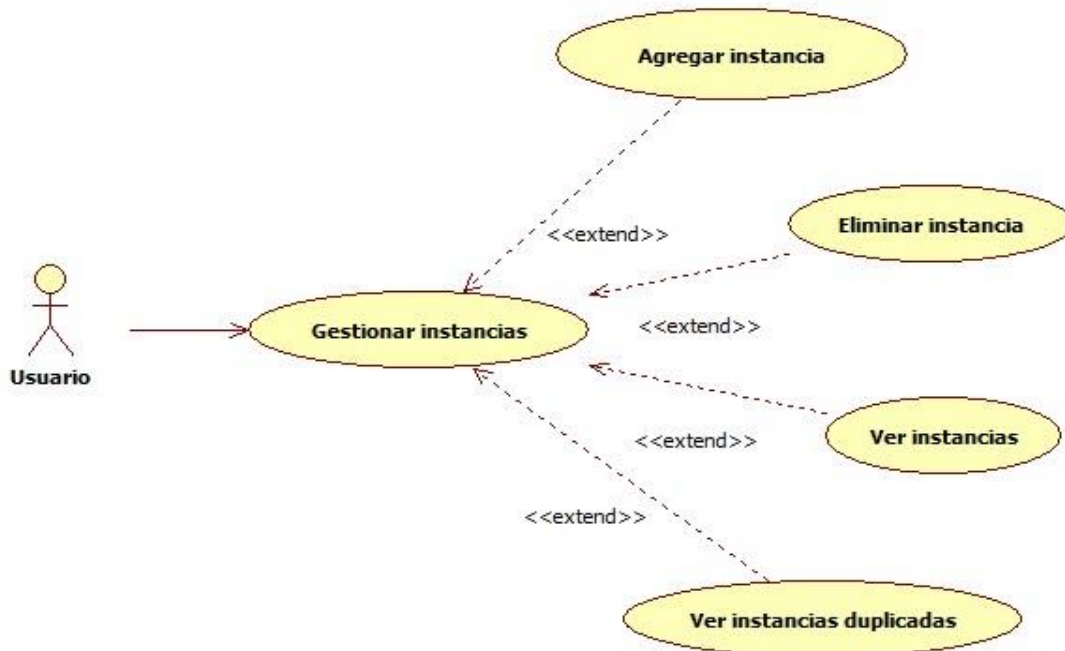 Agregar instancia
<<extend>>
Eliminar instancia
Usuario
Gestionar instancias
<<extend>>
<<extend>>
Ver instancias
<<extend>>
Ver instancias duplicadas